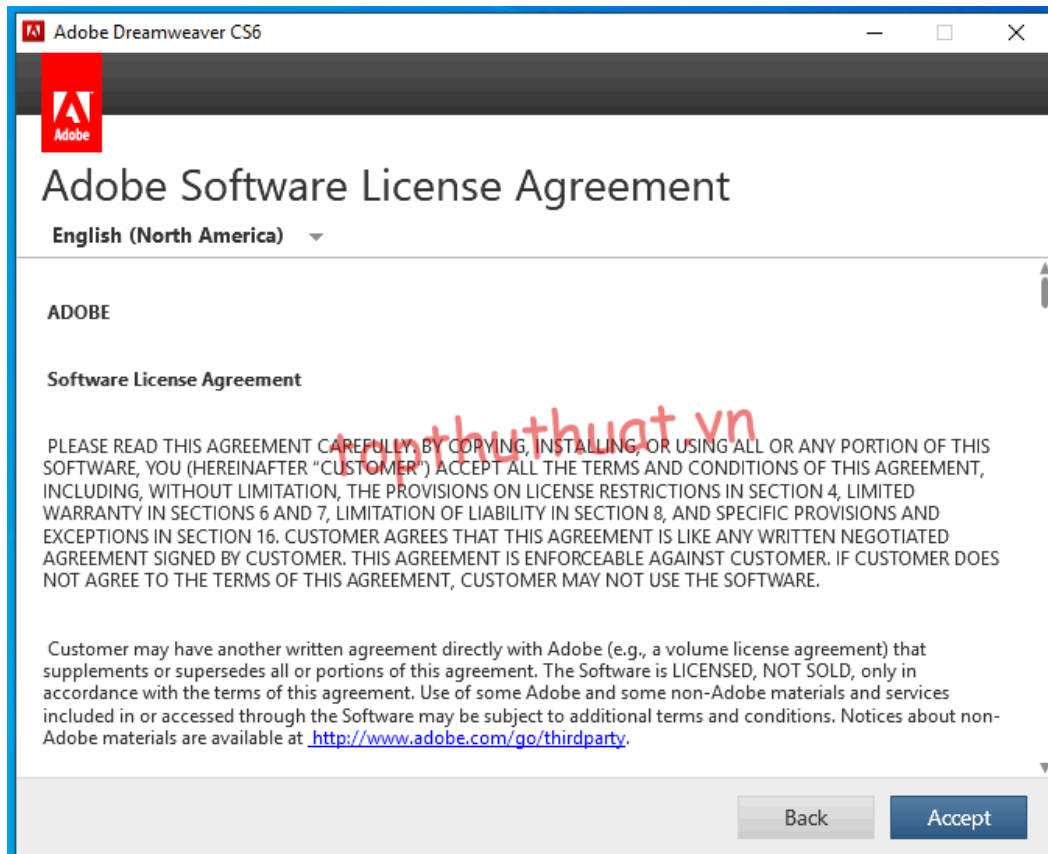 Adobe Dreamweaver CS6
Adobe
Adobe Software License Agreement
English (North America)
ADOBE
Software License Agreement
topthuthuat.vn
PLEASE READ THIS AGREEMENT CAREFULLY. BY COPYING, INSTALLING, OR USING ALL OR ANY PORTION OF THIS
SOFTWARE, YOU (HEREINAFTER “CUSTOMER”) ACCEPT ALL THE TERMS AND CONDITIONS OF THIS AGREEMENT,
INCLUDING, WITHOUT LIMITATION, THE PROVISIONS ON LICENSE RESTRICTIONS IN SECTION 4, LIMITED
WARRANTY IN SECTIONS 6 AND 7, LIMITATION OF LIABILITY IN SECTION 8, AND SPECIFIC PROVISIONS AND
EXCEPTIONS IN SECTION 16. CUSTOMER AGREES THAT THIS AGREEMENT IS LIKE ANY WRITTEN NEGOTIATED
AGREEMENT SIGNED BY CUSTOMER. THIS AGREEMENT IS ENFORCEABLE AGAINST CUSTOMER. IF CUSTOMER DOES
NOT AGREE TO THE TERMS OF THIS AGREEMENT, CUSTOMER MAY NOT USE THE SOFTWARE.
Customer may have another written agreement directly with Adobe (e.g., a volume license agreement) that
supplements or supersedes all or portions of this agreement. The Software is LICENSED, NOT SOLD, only in
accordance with the terms of this agreement. Use of some Adobe and some non-Adobe materials and services
included in or accessed through the Software may be subject to additional terms and conditions. Notices about non-
Adobe materials are available at http://www.adobe.com/go/thirdparty.
Back
Accept